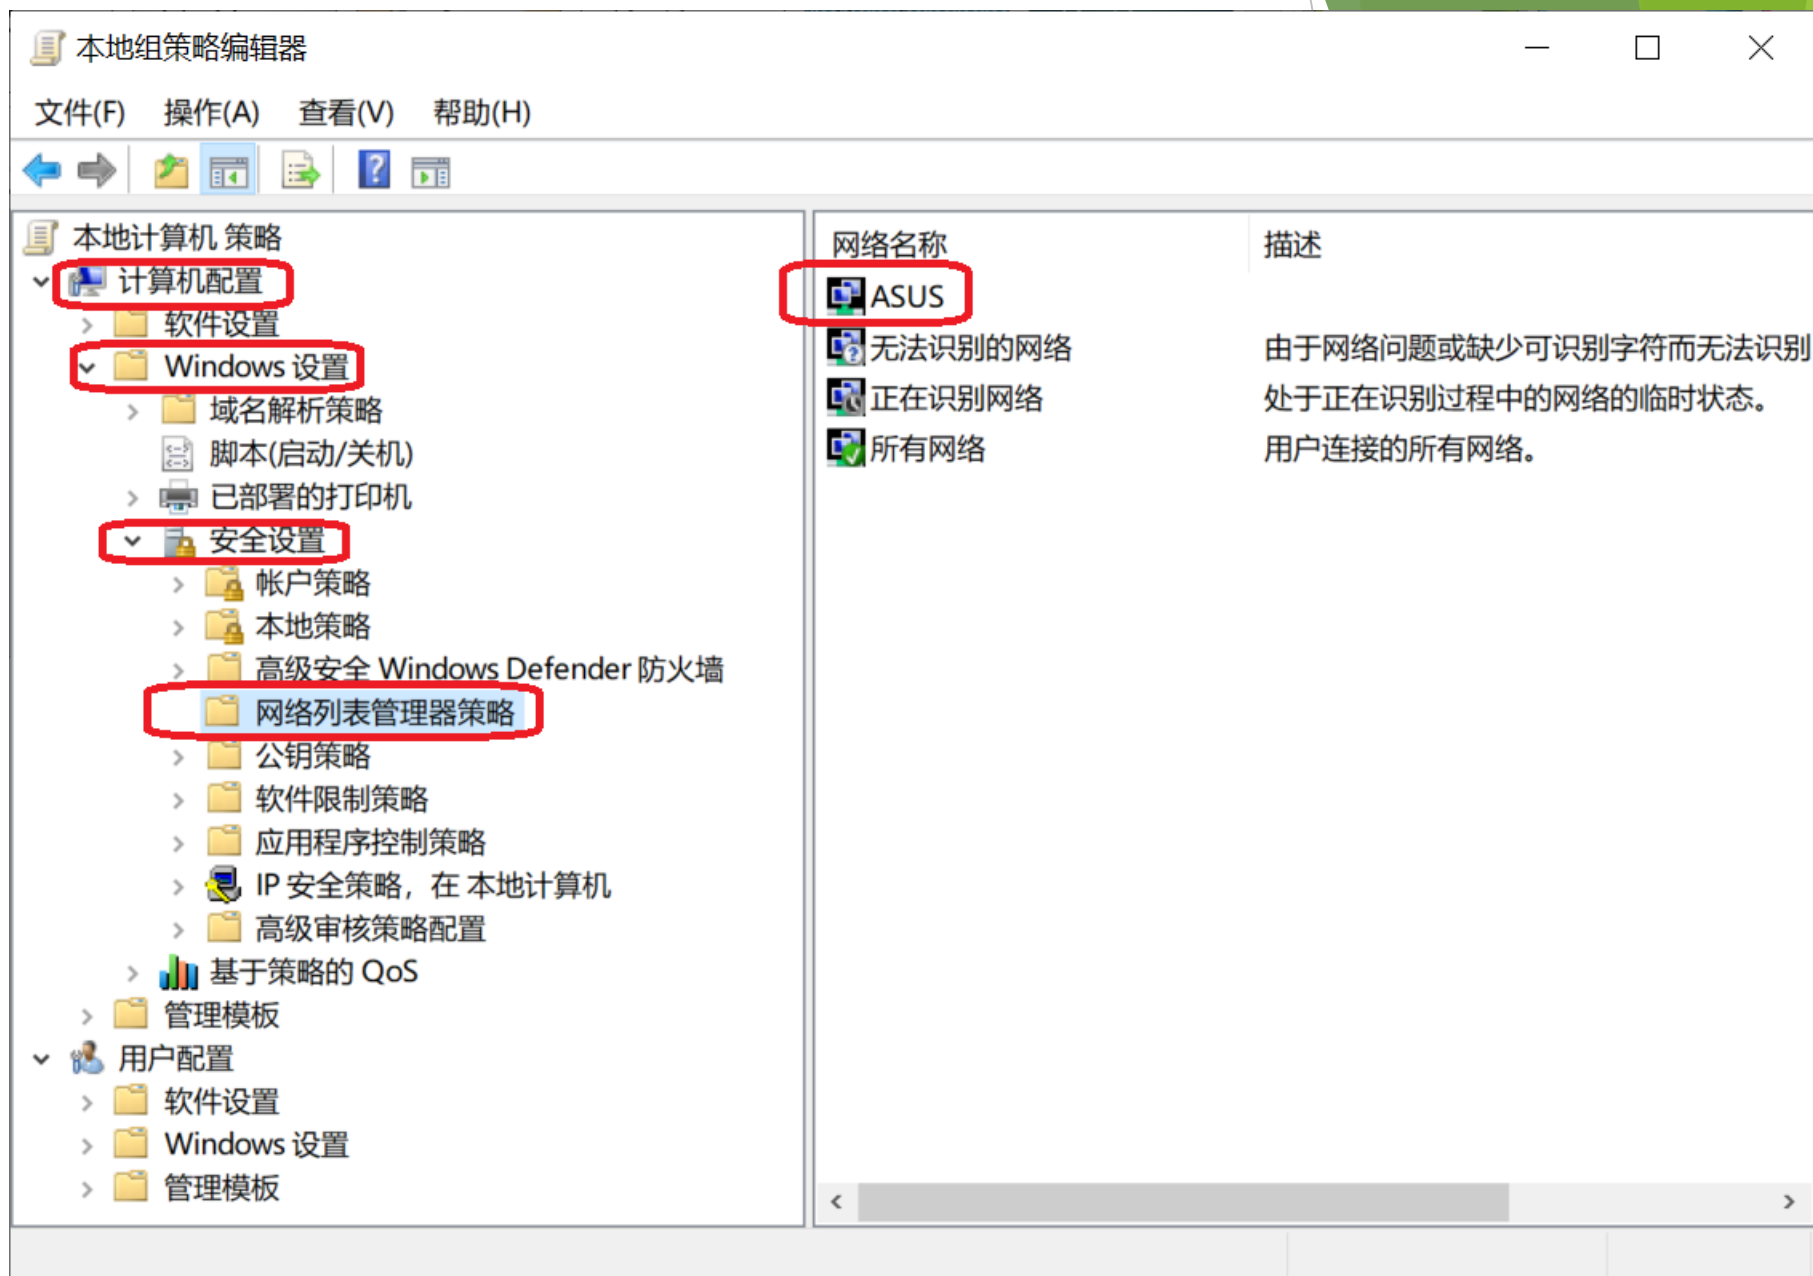 本地组策略编辑器
文件(F) 操作(A) 查看(V) 帮助(H)
本地计算机 策略
计算机配置
软件设置
Windows 设置
域名解析策略
脚本(启动/关机)
已部署的打印机
安全设置
帐户策略
本地策略
高级安全 Windows Defender 防火墙
网络列表管理器策略
公钥策略
软件限制策略
应用程序控制策略
IP 安全策略，在 本地计算机
高级审核策略配置
基于策略的 QoS
管理模板
用户配置
软件设置
Windows 设置
管理模板
网络名称 描述
ASUS
无法识别的网络 由于网络问题或缺少可识别字符而无法识别
正在识别网络 处于正在识别过程中的网络的临时状态。
所有网络 用户连接的所有网络。